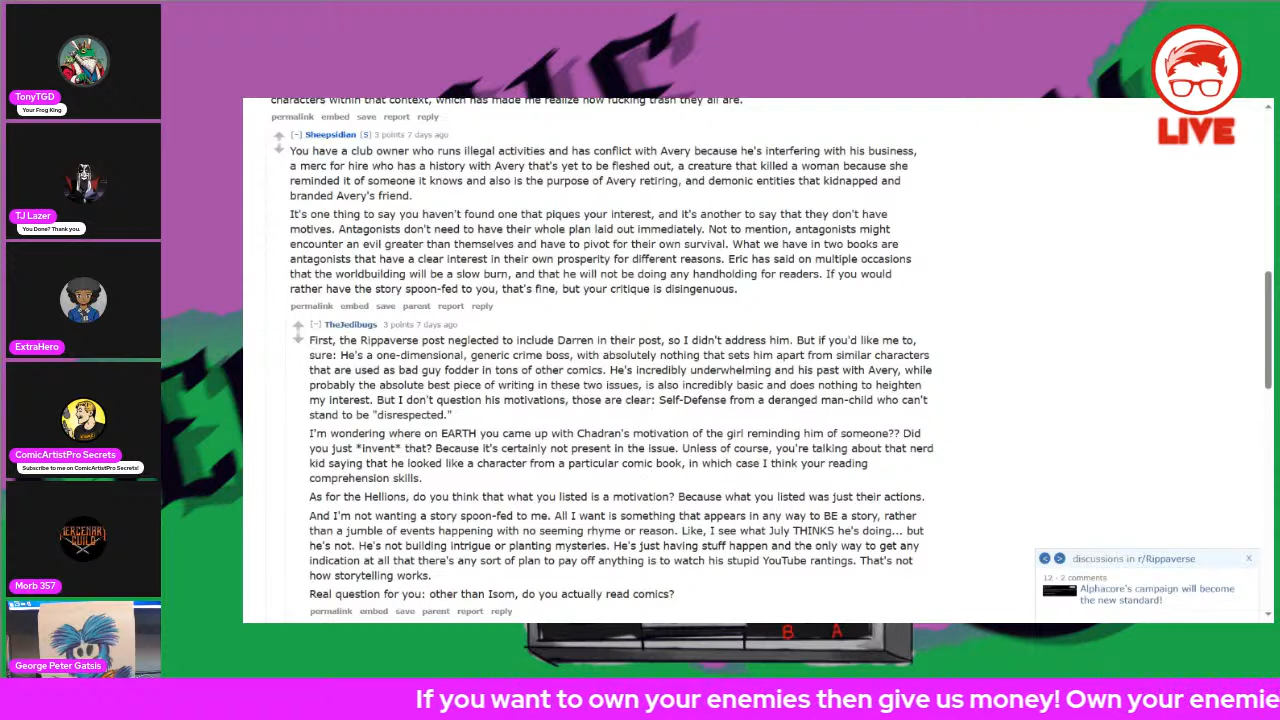 TonyTGD
Your Frog King
TJ Lazer
You Done? Thank you.
ExtraHero
ComicArtistPro Secrets
Subscribe to me on ComicArtistPro Secrets!
MERCENARY
GUILD
Morb 357
George Peter Gatsis
LIVE
characters within that context, which has made me realize how fucking trash they all are.
permalink embed save report reply
[-] Sheepsidian [S] 3 points 7 days ago
You have a club owner who runs illegal activities and has conflict with Avery because he's interfering with his business,
a merc for hire who has a history with Avery that's yet to be fleshed out, a creature that killed a woman because she
reminded it of someone it knows and also is the purpose of Avery retiring, and demonic entities that kidnapped and
branded Avery's friend.
It's one thing to say you haven't found one that piques your interest, and it's another to say that they don't have
motives. Antagonists don't need to have their whole plan laid out immediately. Not to mention, antagonists might
encounter an evil greater than themselves and have to pivot for their own survival. What we have in two books are
antagonists that have a clear interest in their own prosperity for different reasons. Eric has said on multiple occasions
that the worldbuilding will be a slow burn, and that he will not be doing any handholding for readers. If you would
rather have the story spoon-fed to you, that's fine, but your critique is disingenuous.
permalink embed save parent report reply
[-] TheJedibugs 3 points 7 days ago
First, the Rippaverse post neglected to include Darren in their post, so I didn't address him. But if you'd like me to,
sure: He's a one-dimensional, generic crime boss, with absolutely nothing that sets him apart from similar characters
that are used as bad guy fodder in tons of other comics. He's incredibly underwhelming and his past with Avery, while
probably the absolute best piece of writing in these two issues, is also incredibly basic and does nothing to heighten
my interest. But I don't question his motivations, those are clear: Self-Defense from a deranged man-child who can't
stand to be "disrespected."
I'm wondering where on EARTH you came up with Chadran's motivation of the girl reminding him of someone?? Did
you just *invent* that? Because it's certainly not present in the issue. Unless of course, you're talking about that nerd
kid saying that he looked like a character from a particular comic book, in which case I think your reading
comprehension skills.
As for the Hellions, do you think that what you listed is a motivation? Because what you listed was just their actions.
And I'm not wanting a story spoon-fed to me. All I want is something that appears in any way to BE a story, rather
than a jumble of events happening with no seeming rhyme or reason. Like, I see what July THINKS he's doing... but
he's not. He's not building intrigue or planting mysteries. He's just having stuff happen and the only way to get any
indication at all that there's any sort of plan to pay off anything is to watch his stupid YouTube rantings. That's not
how storytelling works.
Real question for you: other than Isom, do you actually read comics?
permalink embed save parent report reply
discussions in r/Rippaverse X
12 · 2 comments
Alphacore's campaign will become
the new standard!
B A
If you want to own your enemies then give us money! Own your enemie